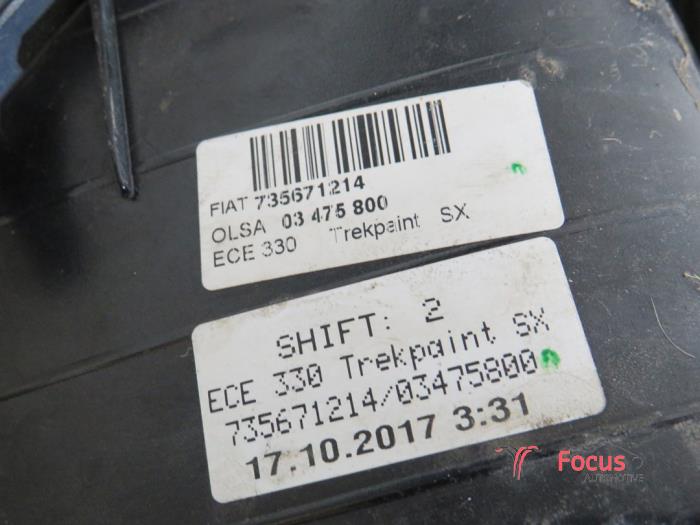 FIAT 735671214
OLSA 03 475 800
ECE 330 Trekpaint SX
SHIFT: 2
ECE 330 Trekpaint SX
735671214/03475800
17.10.2017 3:31
Focus
AUTOMOTIVE